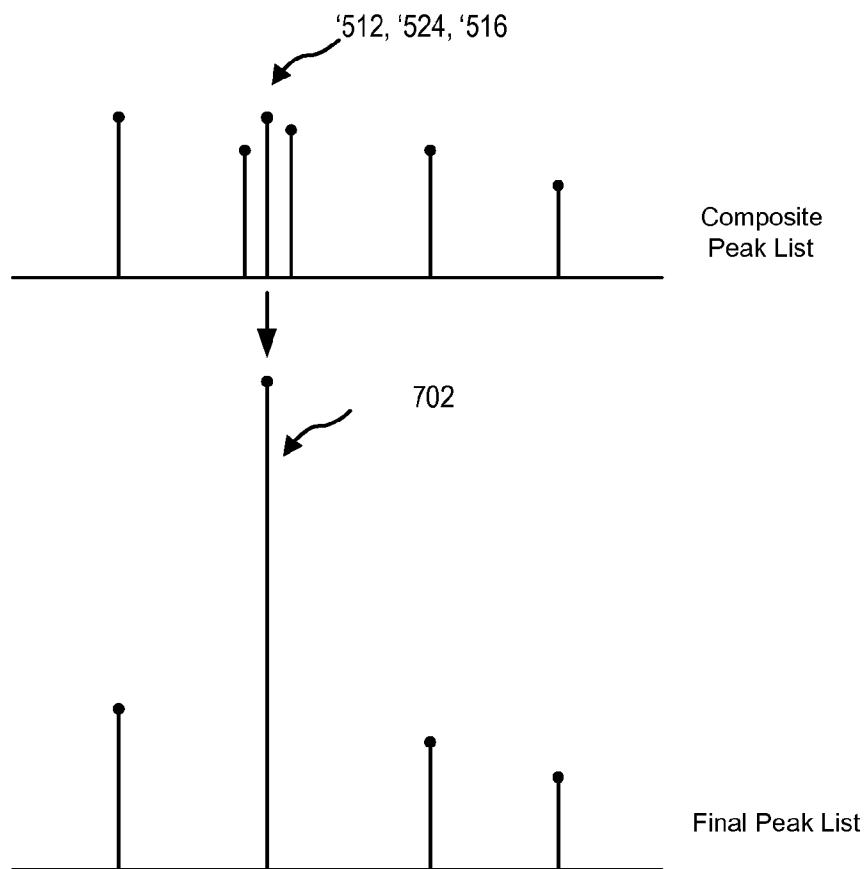 ‘512, ‘524, ‘516
Composite
Peak List
702
Final Peak List